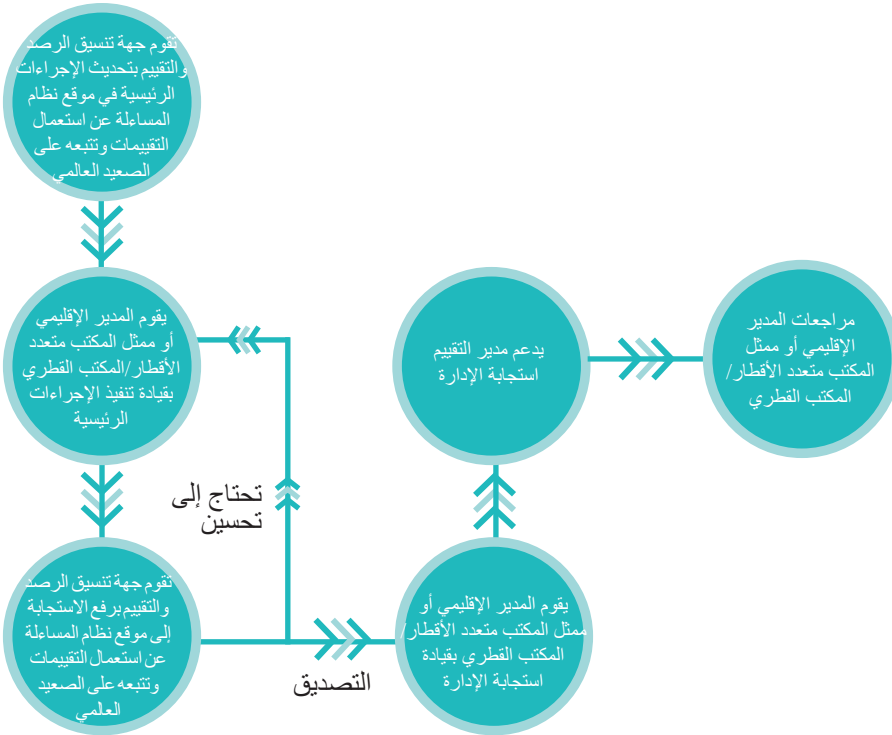 تقوم جهة تنسيق الرصد
والتقييم بتحديث الإجراءات
الرئيسية في موقع نظام
المساءلة عن استعمال
التقييمات وتتبعه على
الصعيد العالمي
يقوم المدير الإقليمي
أو ممثل المكتب متعدد
الأقطار/المكتب القطري
بقيادة تنفيذ الإجراءات
الرئيسية
تحتاج إلى
تحسين
تقوم جهة تنسيق الرصد
والتقييم برفع الاستجابة
إلى موقع نظام المساءلة
عن استعمال التقييمات
وتتبعه على الصعيد
العالمي
التصديق
يقوم المدير الإقليمي أو
ممثل المكتب متعدد الأقطار/
المكتب القطري بقيادة
استجابة الإدارة
يدعم مدير التقييم
استجابة الإدارة
مراجعات المدير
الإقليمي أو ممثل
المكتب متعدد الأقطار/
المكتب القطري